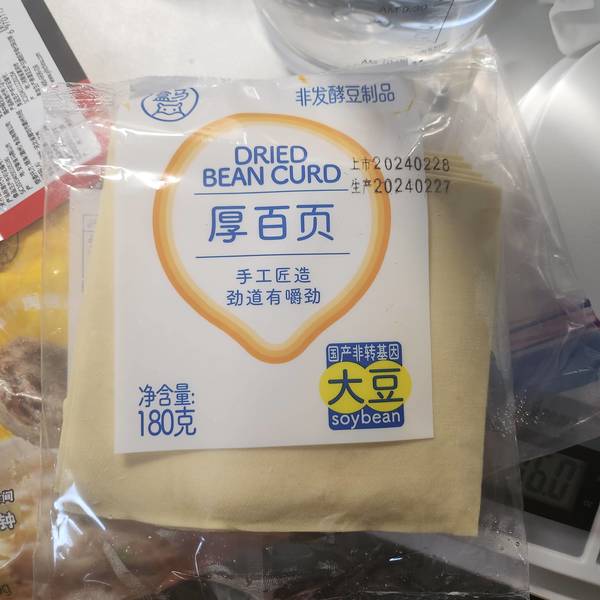 盒马
非发酵豆制品
DRIED
BEAN CURD
上市20240228
生产20240227
厚百页
手工匠造
劲道有嚼劲
国产非转基因
大豆
soybean
净含量:
180克